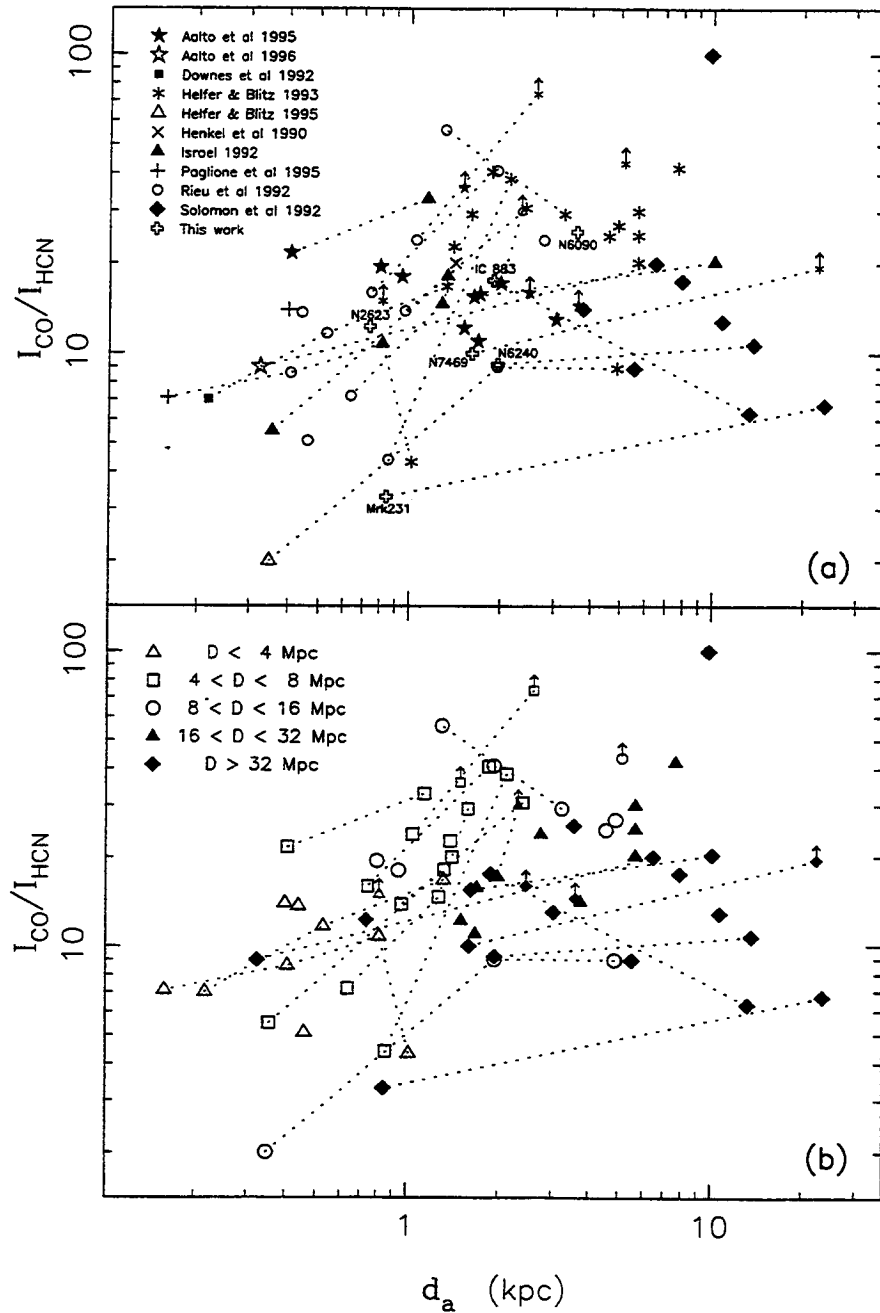 100
10
I_CO/I_HCN
Aalto et al 1995
Aalto et al 1996
Downes et al 1992
Helfer & Blitz 1993
Helfer & Blitz 1995
Henkel et al 1990
Israel 1992
Paglione et al 1995
Rieu et al 1992
Solomon et al 1992
This work
N6090
IC 883
N2623
N7469
N6240
Mrk231
(a)
100
10
I_CO/I_HCN
D < 4 Mpc
4 < D < 8 Mpc
8 < D < 16 Mpc
16 < D < 32 Mpc
D > 32 Mpc
(b)
1
10
d_a (kpc)